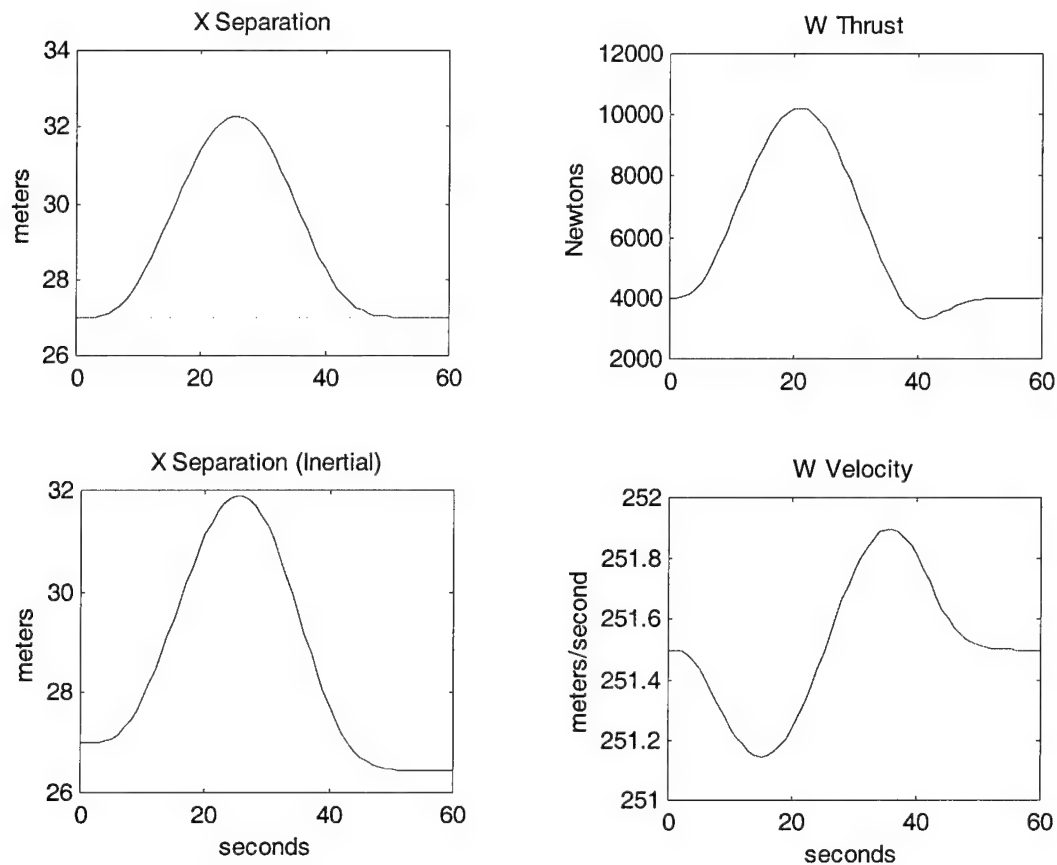 X Separation
34
32
30
28
26
meters
0 20 40 60
W Thrust
12000
10000
8000
6000
4000
2000
Newtons
0 20 40 60
X Separation (Inertial)
32
30
28
26
meters
0 20 40 60
seconds
W Velocity
252
251.8
251.6
251.4
251.2
251
meters/second
0 20 40 60
seconds